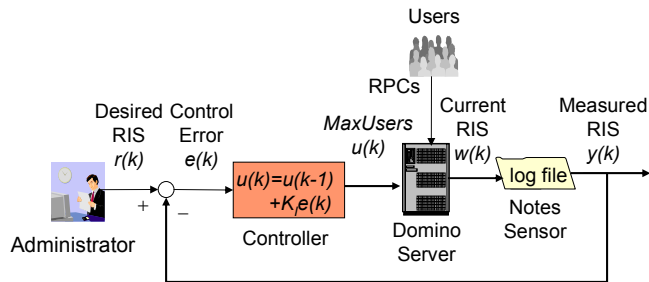 Users
RPCs
Desired
RIS
r(k)
Control
Error
e(k)
MaxUsers
u(k)
Current
RIS
w(k)
Measured
RIS
y(k)
+
−
u(k)=u(k-1)
+K_I e(k)
log file
Administrator
Controller
Domino
Server
Notes
Sensor